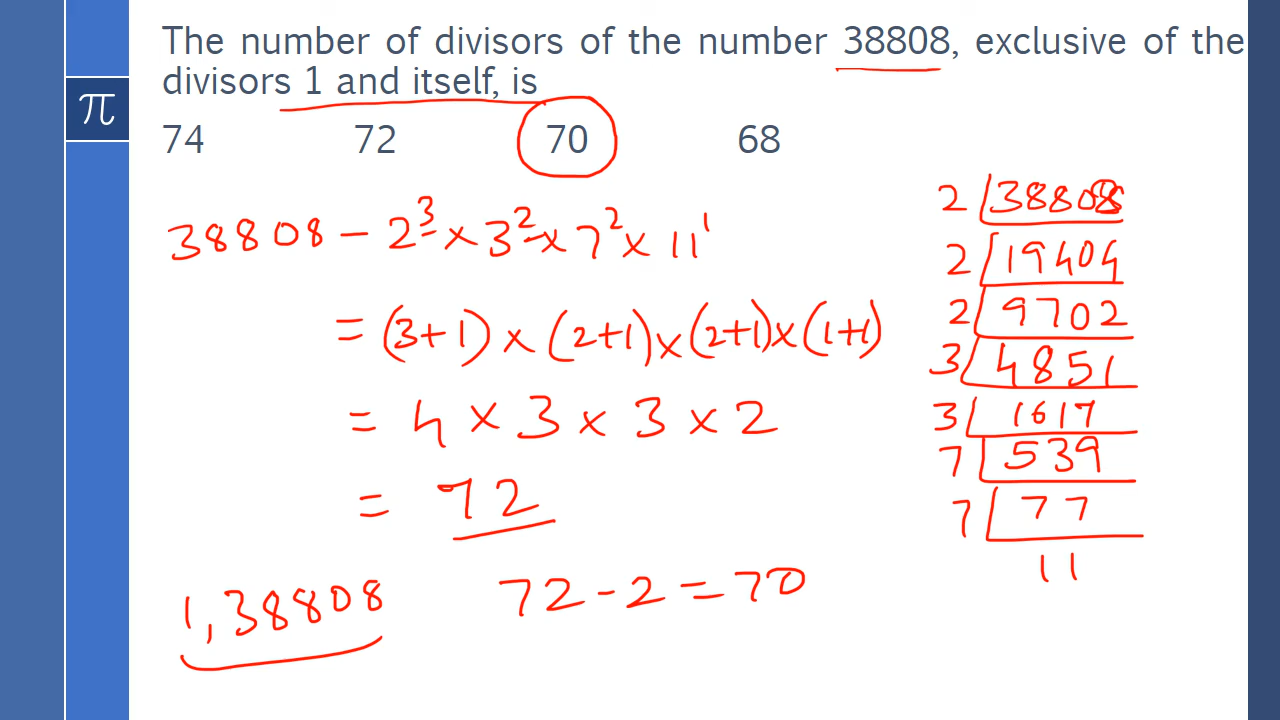 The number of divisors of the number 38808, exclusive of the
divisors 1 and itself, is
π
74 72 70 68
38808 - 2³ × 3² × 7² × 11¹
= (3+1) × (2+1) × (2+1) × (1+1)
= 4 × 3 × 3 × 2
= 72
1, 38808 72 - 2 = 70
2 | 38808
2 | 19404
2 | 9702
3 | 4851
3 | 1617
7 | 539
7 | 77
11